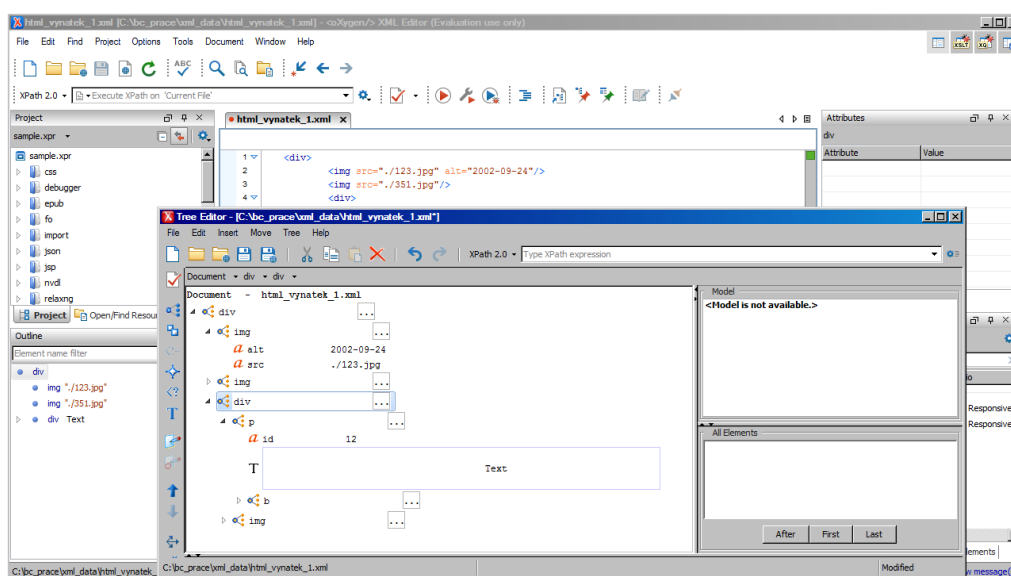 html_vynatek_1.xml [C:\bc_prace\xml_data\html_vynatek_1.xml] - <oXygen/> XML Editor (Evaluation use only)
File Edit Find Project Options Tools Document Window Help
XSLT XQ
ABC
XPath 2.0 Execute XPath on 'Current File'
Project
html_vynatek_1.xml
Attributes
sample.xpr
div
Attribute Value
sample.xpr
css
debugger
epub
fo
import
json
jsp
nvdl
relaxng
1 <div>
2 <img src="./123.jpg" alt="2002-09-24"/>
3 <img src="./351.jpg"/>
4 <div>
Project Open/Find Resou
Outline
Element name filter
div
img "./123.jpg"
img "./351.jpg"
div Text
Tree Editor - [C:\bc_prace\xml_data\html_vynatek_1.xml*]
File Edit Insert Move Tree Help
XPath 2.0 Type XPath expression
Document div div
Document - html_vynatek_1.xml
div ...
img ...
a alt 2002-09-24
a src ./123.jpg
img ...
div ...
p ...
a id 12
T Text
b ...
img ...
Model
<Model is not available.>
All Elements
After First Last
C:\bc_prace\xml_data\html_vynatek_1.xml Modified
io
Responsive
Responsive
lements
C:\bc_prace\xml_data\html_vynatek_
w message(